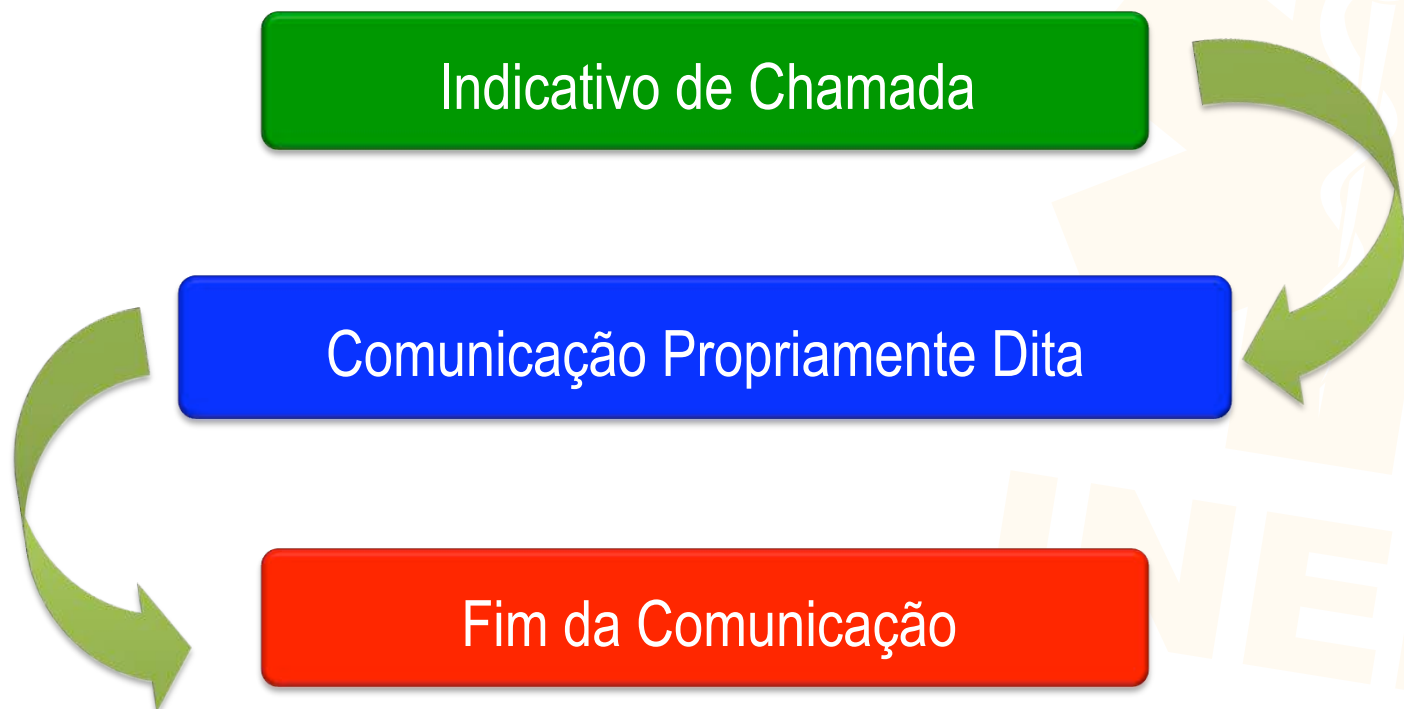 Indicativo de Chamada
Comunicação Propriamente Dita
Fim da Comunicação